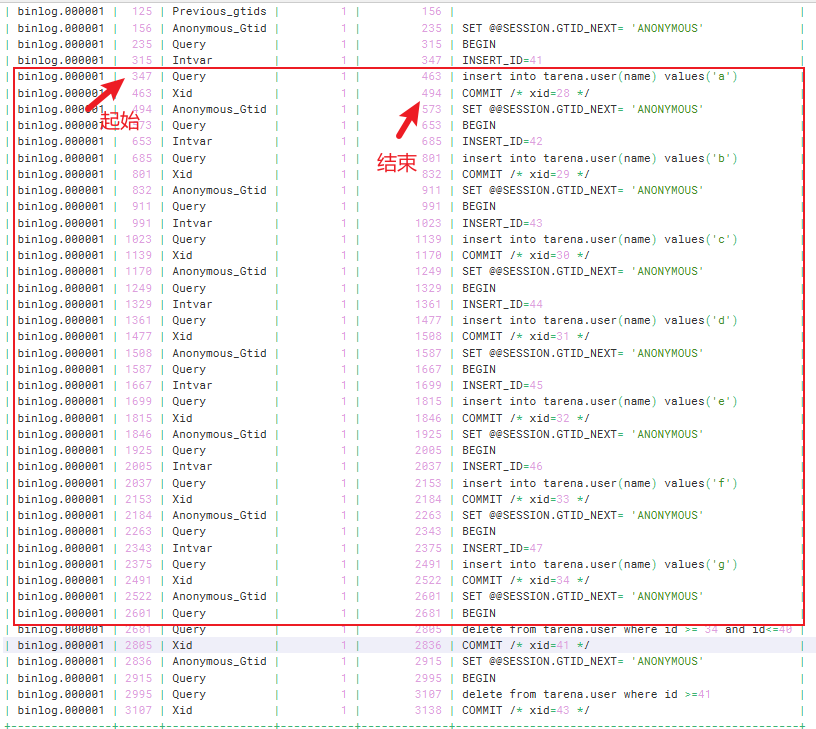 | binlog.000001 | 125 | Previous_gtids | 1 | 156 | |
| binlog.000001 | 156 | Anonymous_Gtid | 1 | 235 | SET @@SESSION.GTID_NEXT= 'ANONYMOUS' |
| binlog.000001 | 235 | Query | 1 | 315 | BEGIN |
| binlog.000001 | 315 | Intvar | 1 | 347 | INSERT_ID=41 |
| binlog.000001 | 347 | Query | 1 | 463 | insert into tarena.user(name) values('a') |
| binlog.000001 | 463 | Xid | 1 | 494 | COMMIT /* xid=28 */ |
| binlog.000001 | 494 | Anonymous_Gtid | 1 | 573 | SET @@SESSION.GTID_NEXT= 'ANONYMOUS' |
起始
| binlog.000001 | 573 | Query | 1 | 653 | BEGIN |
| binlog.000001 | 653 | Intvar | 1 | 685 | INSERT_ID=42 |
结束
| binlog.000001 | 685 | Query | 1 | 801 | insert into tarena.user(name) values('b') |
| binlog.000001 | 801 | Xid | 1 | 832 | COMMIT /* xid=29 */ |
| binlog.000001 | 832 | Anonymous_Gtid | 1 | 911 | SET @@SESSION.GTID_NEXT= 'ANONYMOUS' |
| binlog.000001 | 911 | Query | 1 | 991 | BEGIN |
| binlog.000001 | 991 | Intvar | 1 | 1023 | INSERT_ID=43 |
| binlog.000001 | 1023 | Query | 1 | 1139 | insert into tarena.user(name) values('c') |
| binlog.000001 | 1139 | Xid | 1 | 1170 | COMMIT /* xid=30 */ |
| binlog.000001 | 1170 | Anonymous_Gtid | 1 | 1249 | SET @@SESSION.GTID_NEXT= 'ANONYMOUS' |
| binlog.000001 | 1249 | Query | 1 | 1329 | BEGIN |
| binlog.000001 | 1329 | Intvar | 1 | 1361 | INSERT_ID=44 |
| binlog.000001 | 1361 | Query | 1 | 1477 | insert into tarena.user(name) values('d') |
| binlog.000001 | 1477 | Xid | 1 | 1508 | COMMIT /* xid=31 */ |
| binlog.000001 | 1508 | Anonymous_Gtid | 1 | 1587 | SET @@SESSION.GTID_NEXT= 'ANONYMOUS' |
| binlog.000001 | 1587 | Query | 1 | 1667 | BEGIN |
| binlog.000001 | 1667 | Intvar | 1 | 1699 | INSERT_ID=45 |
| binlog.000001 | 1699 | Query | 1 | 1815 | insert into tarena.user(name) values('e') |
| binlog.000001 | 1815 | Xid | 1 | 1846 | COMMIT /* xid=32 */ |
| binlog.000001 | 1846 | Anonymous_Gtid | 1 | 1925 | SET @@SESSION.GTID_NEXT= 'ANONYMOUS' |
| binlog.000001 | 1925 | Query | 1 | 2005 | BEGIN |
| binlog.000001 | 2005 | Intvar | 1 | 2037 | INSERT_ID=46 |
| binlog.000001 | 2037 | Query | 1 | 2153 | insert into tarena.user(name) values('f') |
| binlog.000001 | 2153 | Xid | 1 | 2184 | COMMIT /* xid=33 */ |
| binlog.000001 | 2184 | Anonymous_Gtid | 1 | 2263 | SET @@SESSION.GTID_NEXT= 'ANONYMOUS' |
| binlog.000001 | 2263 | Query | 1 | 2343 | BEGIN |
| binlog.000001 | 2343 | Intvar | 1 | 2375 | INSERT_ID=47 |
| binlog.000001 | 2375 | Query | 1 | 2491 | insert into tarena.user(name) values('g') |
| binlog.000001 | 2491 | Xid | 1 | 2522 | COMMIT /* xid=34 */ |
| binlog.000001 | 2522 | Anonymous_Gtid | 1 | 2601 | SET @@SESSION.GTID_NEXT= 'ANONYMOUS' |
| binlog.000001 | 2601 | Query | 1 | 2681 | BEGIN |
| binlog.000001 | 2681 | Query | 1 | 2805 | delete from tarena.user where id >= 34 and id<=40 |
| binlog.000001 | 2805 | Xid | 1 | 2836 | COMMIT /* xid=41 */ |
| binlog.000001 | 2836 | Anonymous_Gtid | 1 | 2915 | SET @@SESSION.GTID_NEXT= 'ANONYMOUS' |
| binlog.000001 | 2915 | Query | 1 | 2995 | BEGIN |
| binlog.000001 | 2995 | Query | 1 | 3107 | delete from tarena.user where id >=41 |
| binlog.000001 | 3107 | Xid | 1 | 3138 | COMMIT /* xid=43 */ |